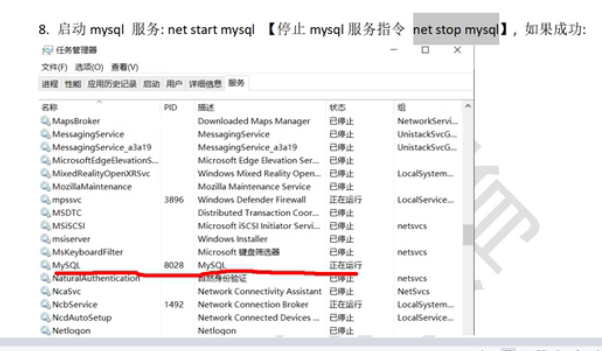 8. 启动 mysql 服务: net start mysql 【停止 mysql 服务指令 net stop mysql】, 如果成功:
任务管理器
文件(F) 选项(O) 查看(V)
进程 性能 应用历史记录 启动 用户 详细信息 服务
名称 PID 描述 状态 组
MapsBroker Downloaded Maps Manager 已停止 NetworkServi...
MessagingService MessagingService 已停止 UnistackSvcG...
MessagingService_a3a19 MessagingService_a3a19 已停止 UnistackSvcG...
MicrosoftEdgeElevationS... Microsoft Edge Elevation Ser... 已停止
MixedRealityOpenXRSvc Windows Mixed Reality Open... 已停止 LocalSystem...
MozillaMaintenance Mozilla Maintenance Service 已停止
mpssvc 3896 Windows Defender Firewall 正在运行 LocalService...
MSDTC Distributed Transaction Coor... 已停止
MSiSCSI Microsoft iSCSI Initiator Servi... 已停止 netsvcs
msiserver Windows Installer 已停止
MsKeyboardFilter Microsoft 键盘筛选器 已停止 netsvcs
MySQL 8028 MySQL 正在运行
NaturalAuthentication 自然身份验证 已停止 netsvcs
NcaSvc Network Connectivity Assistant 已停止 NetSvcs
NcbService 1492 Network Connection Broker 正在运行 LocalSystem...
NcdAutoSetup Network Connected Devices ... 已停止 LocalService...
Netlogon Netlogon 已停止